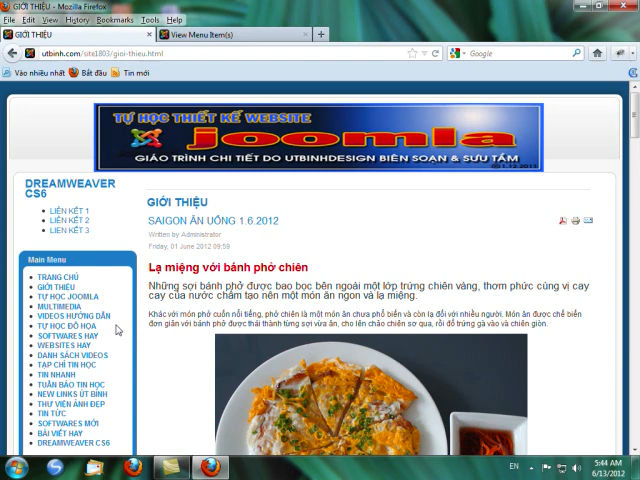 GIỚI THIỆU - Mozilla Firefox
File Edit View History Bookmarks Tools Help
GIỚI THIỆU
View Menu Item(s)
utbinh.com/site1803/gioi-thieu.html
Google
Vào nhiều nhất Bắt đầu Tin mới
TỰ HỌC THIẾT KẾ WEBSITE
joomla
GIÁO TRÌNH CHI TIẾT DO UTBINHDESIGN BIÊN SOẠN & SƯU TẦM
DREAMWEAVER
CS6
LIÊN KẾT 1
LIÊN KẾT 2
LIÊN KẾT 3
Main Menu
TRANG CHỦ
GIỚI THIỆU
TỰ HỌC JOOMLA
MULTIMEDIA
VIDEOS HƯỚNG DẪN
TỰ HỌC ĐỒ HỌA
SOFTWARES HAY
WEBSITES HAY
DANH SÁCH VIDEOS
TẠP CHÍ TIN HỌC
TIN NHANH
TUẦN BÁO TIN HỌC
NEW LINKS ÚT BÌNH
THƯ VIỆN ẢNH ĐẸP
TIN TỨC
SOFTWARES MỚI
BÀI VIẾT HAY
DREAMWEAVER CS6
GIỚI THIỆU
SAIGON ĂN UỐNG 1.6.2012
Written by Administrator
Friday, 01 June 2012 09:59
Lạ miệng với bánh phở chiên
Những sợi bánh phở được bao bọc bên ngoài một lớp trứng chiên vàng, thơm phức cùng vị cay
cay của nước chấm tạo nên một món ăn ngon và lạ miệng.
Khác với món phở cuốn nổi tiếng, phở chiên là một món ăn chưa phổ biến và còn lạ đối với nhiều người. Món ăn được chế biến
đơn giản với bánh phở được thái thành từng sợi vừa ăn, cho lên chảo chiên sơ qua, rồi đổ trứng gà vào và chiên giòn.
EN
5:44 AM
6/13/2012